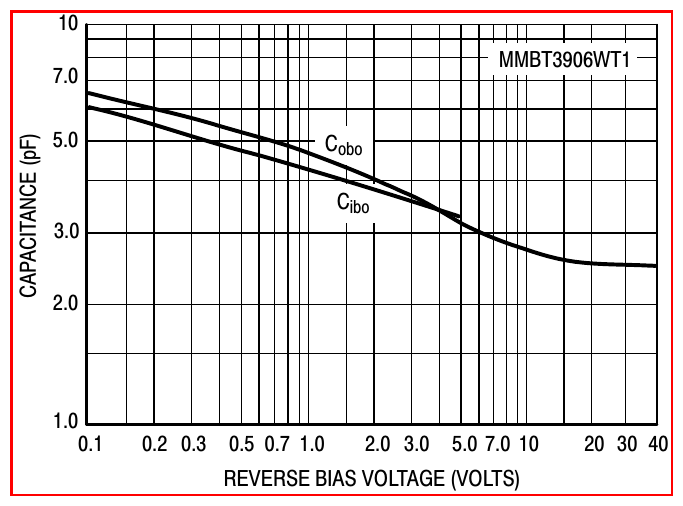 10
MMBT3906WT1
7.0
5.0
Cobo
Cibo
3.0
2.0
1.0
CAPACITANCE (pF)
0.1 0.2 0.3 0.5 0.7 1.0 2.0 3.0 5.0 7.0 10 20 30 40
REVERSE BIAS VOLTAGE (VOLTS)